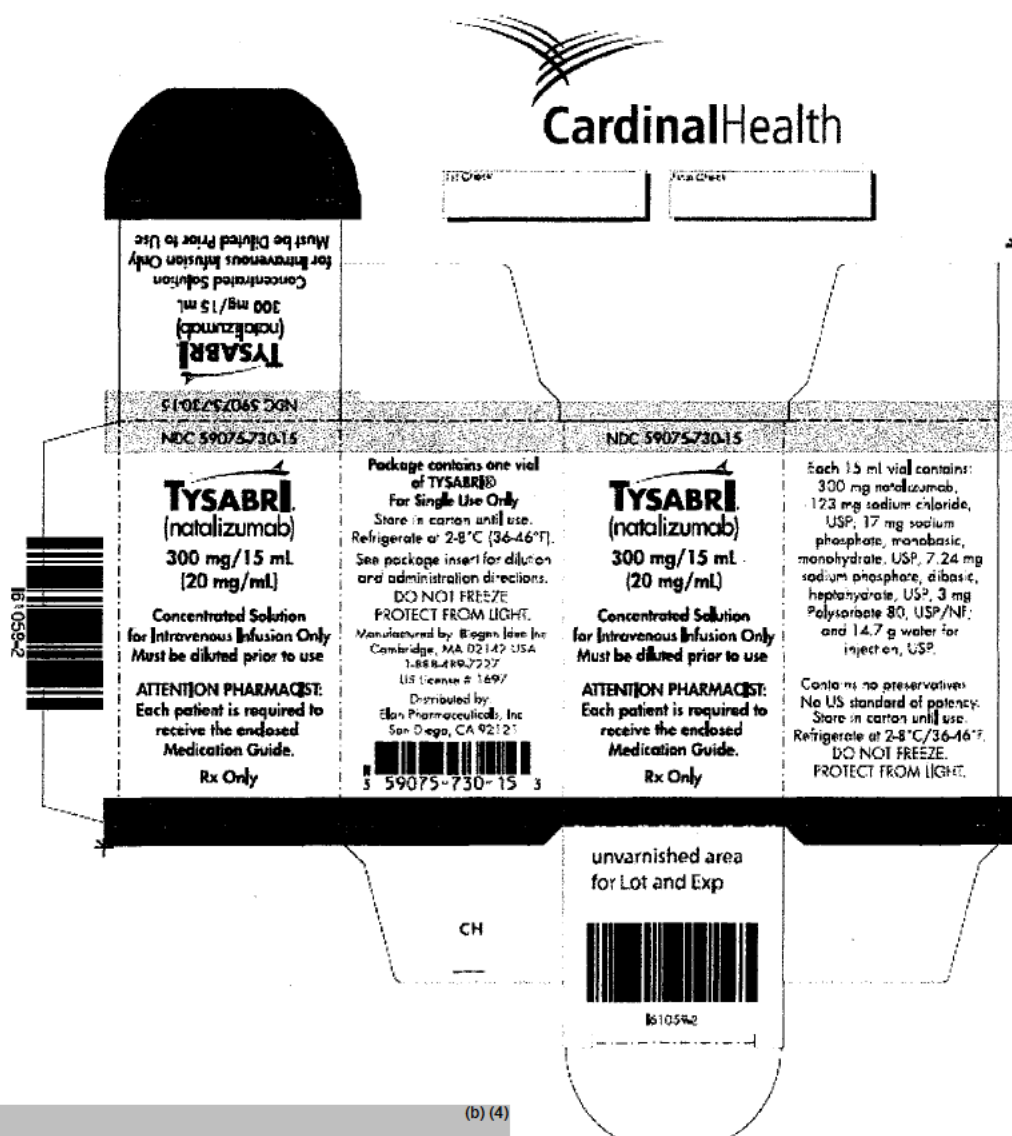 CardinalHealth
1st Check
Final Check
Must be Diluted Prior to Use
for Intravenous Infusion Only
Concentrated Solution
300 mg/15 mL
(natalizumab)
TYSABRI
NDC 59075-730-15
NDC 59075-730-15
TYSABRI
(natalizumab)
300 mg/15 mL
(20 mg/mL)
Concentrated Solution
for Intravenous Infusion Only
Must be diluted prior to use
ATTENTION PHARMACIST:
Each patient is required to
receive the enclosed
Medication Guide.
Rx Only
Package contains one vial
of TYSABRI®
For Single Use Only
Store in carton until use.
Refrigerate at 2-8°C (36-46°F).
See package insert for dilution
and administration directions.
DO NOT FREEZE
PROTECT FROM LIGHT.
Manufactured by Biogen Idec Inc
Cambridge, MA 02142 USA
1-888-489-7227
US License # 1697
Distributed by
Elan Pharmaceuticals, Inc
San Diego, CA 92121
N
3 59075-730-15 3
NDC 59075-730-15
TYSABRI
(natalizumab)
300 mg/15 mL
(20 mg/mL)
Concentrated Solution
for Intravenous Infusion Only
Must be diluted prior to use
ATTENTION PHARMACIST:
Each patient is required to
receive the enclosed
Medication Guide.
Rx Only
Each 15 ml vial contains:
300 mg natalizumab,
123 mg sodium chloride,
USP, 17 mg sodium
phosphate, monobasic,
monohydrate, USP, 7.24 mg
sodium phosphate, dibasic,
heptahydrate, USP, 3 mg
Polysorbate 80, USP/NF;
and 14.7 g water for
injection, USP.
Contains no preservatives
No US standard of potency.
Store in carton until use.
Refrigerate at 2-8°C/36-46°F.
DO NOT FREEZE.
PROTECT FROM LIGHT.
I61059-2
unvarnished area
for Lot and Exp
CH
I61059-2
(b) (4)